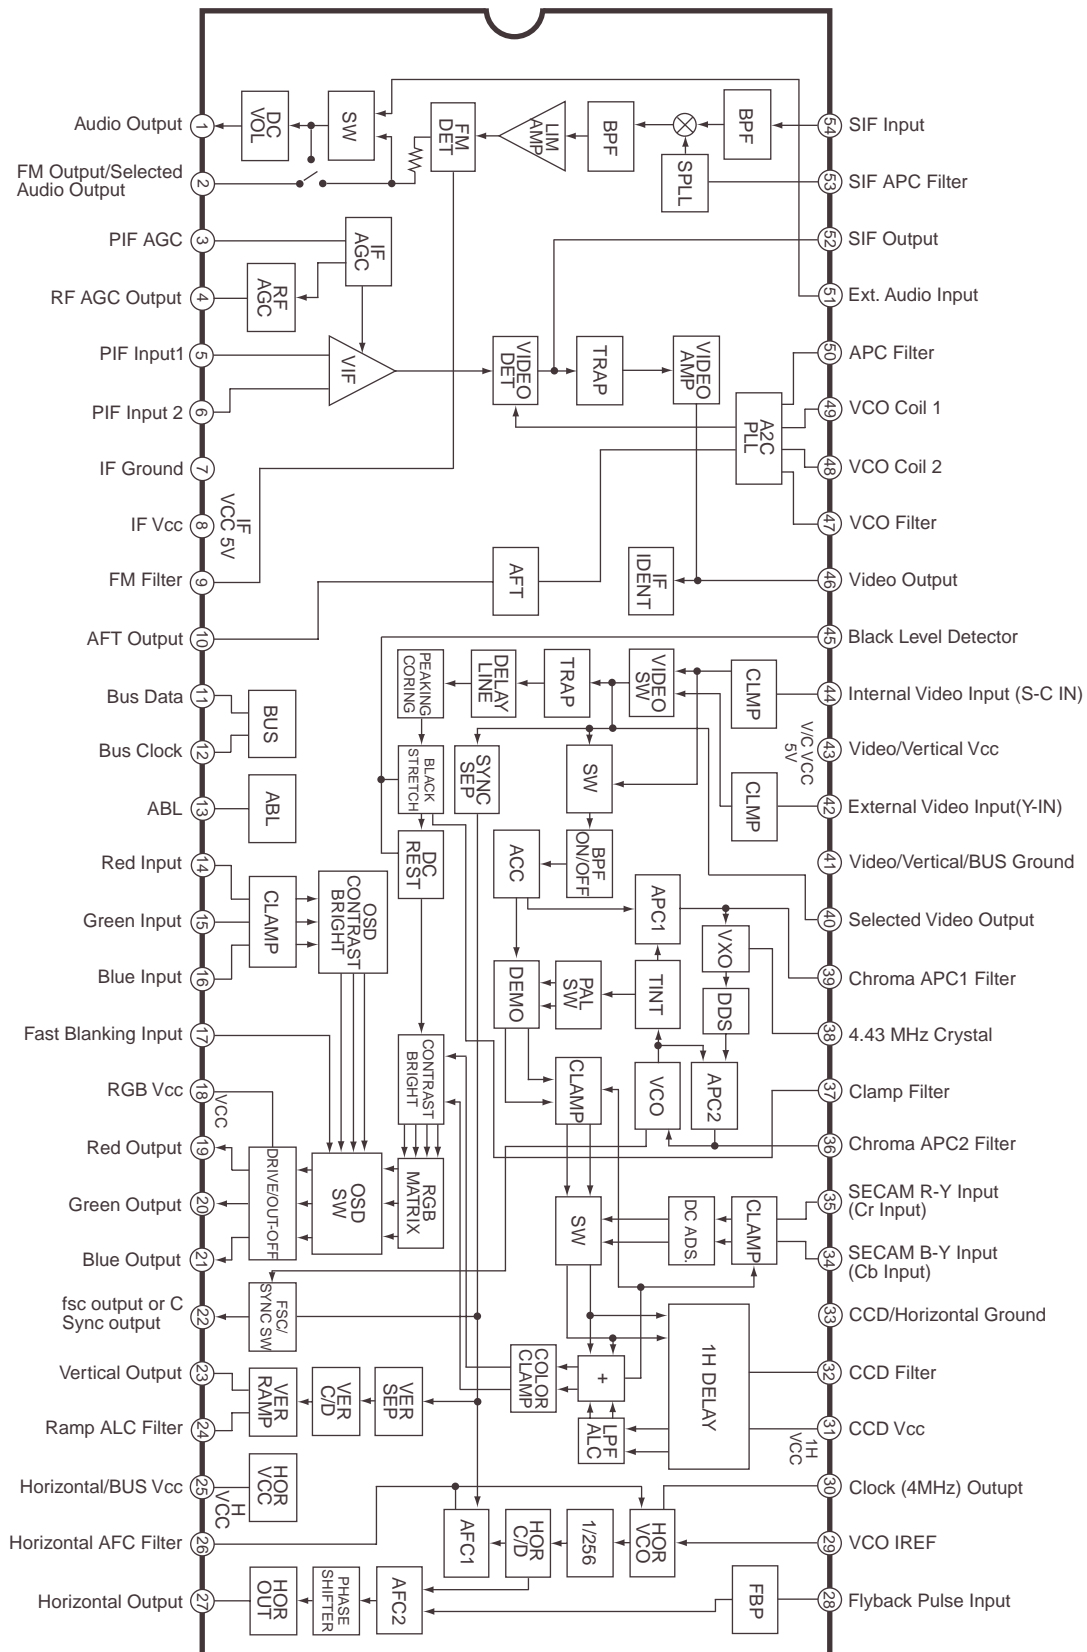 Audio Output
1
FM Output/Selected
Audio Output
2
PIF AGC
3
RF AGC Output
4
PIF Input1
5
PIF Input 2
6
IF Ground
7
IF Vcc
8
IF
VCC 5V
FM Filter
9
AFT Output
10
Bus Data
11
Bus Clock
12
ABL
13
Red Input
14
Green Input
15
Blue Input
16
Fast Blanking Input
17
RGB Vcc
18
VCC
Red Output
19
Green Output
20
Blue Output
21
fsc output or C
Sync output
22
Vertical Output
23
Ramp ALC Filter
24
Horizontal/BUS Vcc
25
H
VCC
Horizontal AFC Filter
26
Horizontal Output
27
DC
VOL
SW
FM
DET
LIM
AMP
BPF
BPF
SPLL
IF
AGC
RF
AGC
VIF
VIDEO
DET
TRAP
VIDEO
AMP
A2C
PLL
AFT
IF
IDENT
BUS
ABL
PEAKING
CORING
DELAY
LINE
TRAP
VIDEO
SW
CLMP
BLACK
STRETCH
SYNC
SEP
SW
CLMP
DC
REST
ACC
BPF
ON/OFF
CLAMP
OSD
CONTRAST
BRIGHT
APC1
VXO
DEMO
PAL
SW
TINT
DDS
CONTRAST
BRIGHT
CLAMP
VCO
APC2
DRIVE/OUT-OFF
OSD
SW
RGB
MATRIX
SW
DC ADS.
CLAMP
FSC/
SYNC SW
COLOR
CLAMP
+
1H DELAY
VER
RAMP
VER
C/D
VER
SEP
LPF
ALC
HOR
VCC
AFC1
HOR
C/D
1/256
HOR
VCO
HOR
OUT
PHASE
SHIFTER
AFC2
FBP
54
SIF Input
53
SIF APC Filter
52
SIF Output
51
Ext. Audio Input
50
APC Filter
49
VCO Coil 1
48
VCO Coil 2
47
VCO Filter
46
Video Output
45
Black Level Detector
44
Internal Video Input (S-C IN)
V/C VCC
5V
43
Video/Vertical Vcc
42
External Video Input(Y-IN)
41
Video/Vertical/BUS Ground
40
Selected Video Output
39
Chroma APC1 Filter
38
4.43 MHz Crystal
37
Clamp Filter
36
Chroma APC2 Filter
35
SECAM R-Y Input
(Cr Input)
34
SECAM B-Y Input
(Cb Input)
33
CCD/Horizontal Ground
32
CCD Filter
31
CCD Vcc
1H
VCC
30
Clock (4MHz) Outupt
29
VCO IREF
28
Flyback Pulse Input